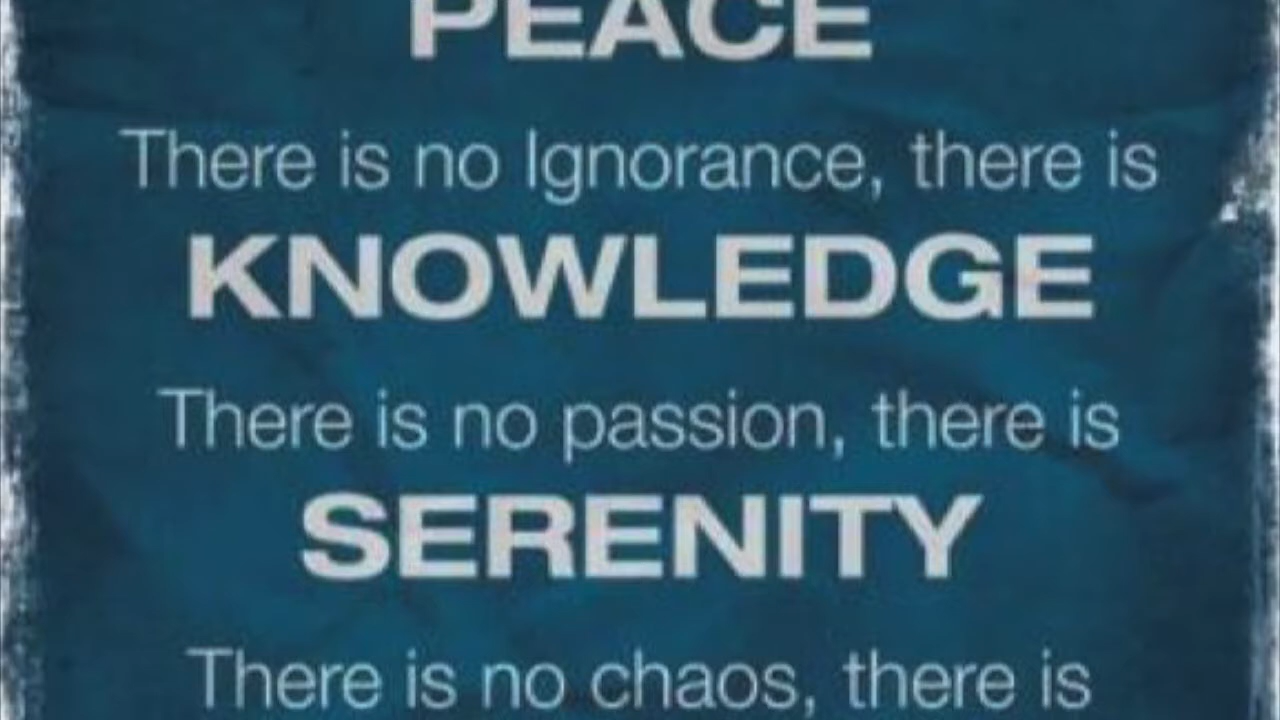 PEACE
There is no Ignorance, there is
KNOWLEDGE
There is no passion, there is
SERENITY
There is no chaos, there is